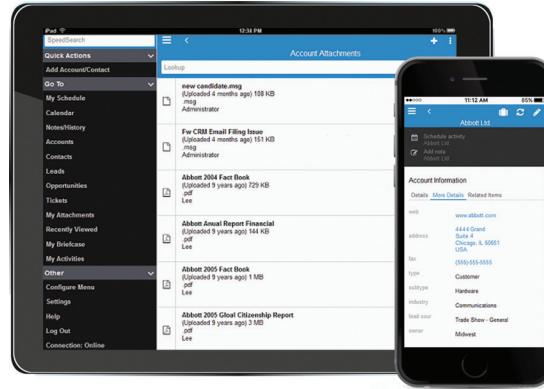 iPad
12:34 PM
100%
SpeedSearch
Quick Actions
Add Account/Contact
Go To
My Schedule
Calendar
Notes/History
Accounts
Contacts
Leads
Opportunities
Tickets
My Attachments
Recently Viewed
My Briefcase
My Activities
Other
Configure Menu
Settings
Help
Log Out
Connection: Online
Account Attachments
Lookup
new candidate.msg
(Uploaded 4 months ago) 108 KB
.msg
Administrator
Fw CRM Email Filing Issue
(Uploaded 4 months ago) 151 KB
.msg
Administrator
Abbott 2004 Fact Book
(Uploaded 9 years ago) 729 KB
.pdf
Lee
Abbott Anual Report Financial
(Uploaded 9 years ago) 144 KB
.pdf
Lee
Abbott 2005 Fact Book
(Uploaded 9 years ago) 1 MB
.pdf
Lee
Abbott 2005 Gloal Citizenship Report
(Uploaded 9 years ago) 3 MB
.pdf
Lee
11:12 AM
85%
Abbott Ltd.
Schedule activity
Abbott Ltd.
Add note
Abbott Ltd.
Account Information
Details More Details Related Items
web www.abbott.com
address 4444 Grand
Suite 4
Chicago, IL 60651
USA
fax (555)-555-5555
type Customer
subtype Hardware
industry Communications
lead sour Trade Show - General
owner Midwest